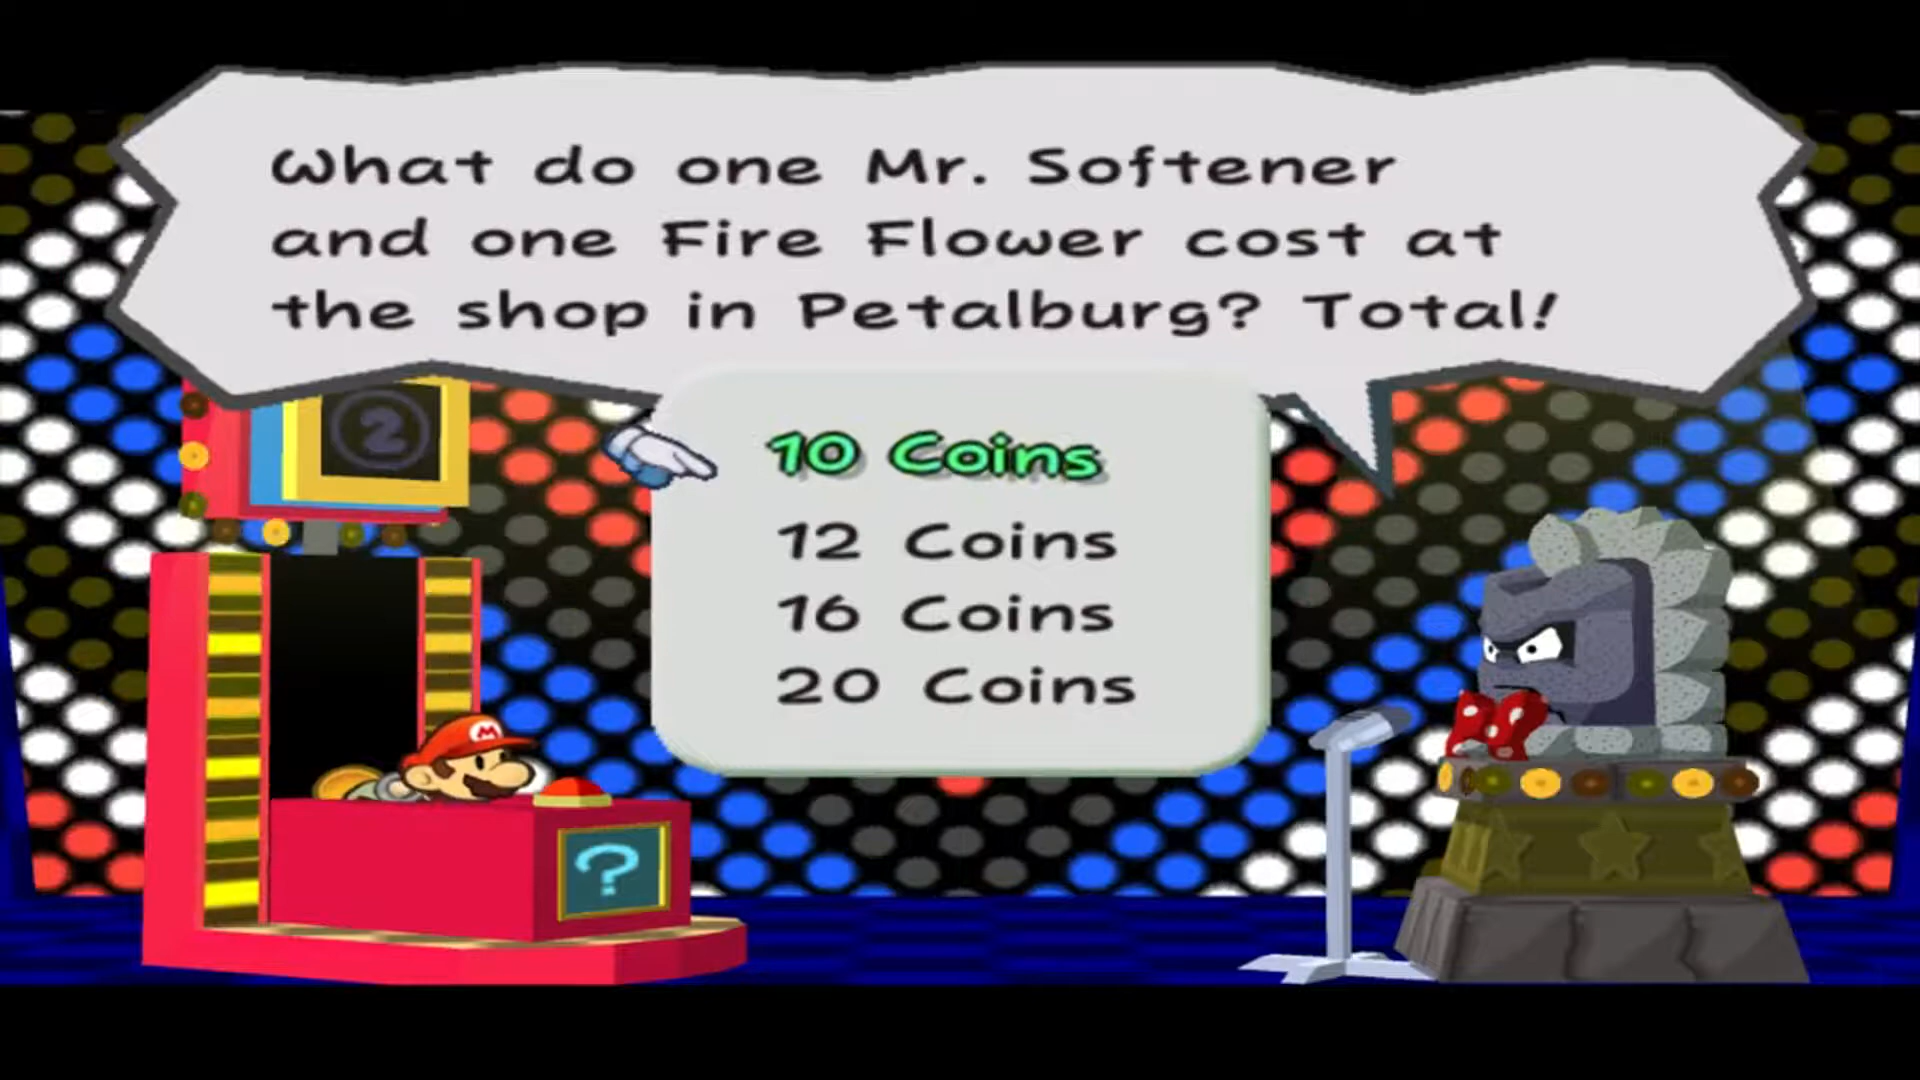 What do one Mr. Softener
and one Fire Flower cost at
the shop in Petalburg? Total!
2
10 Coins
12 Coins
16 Coins
20 Coins
M
?